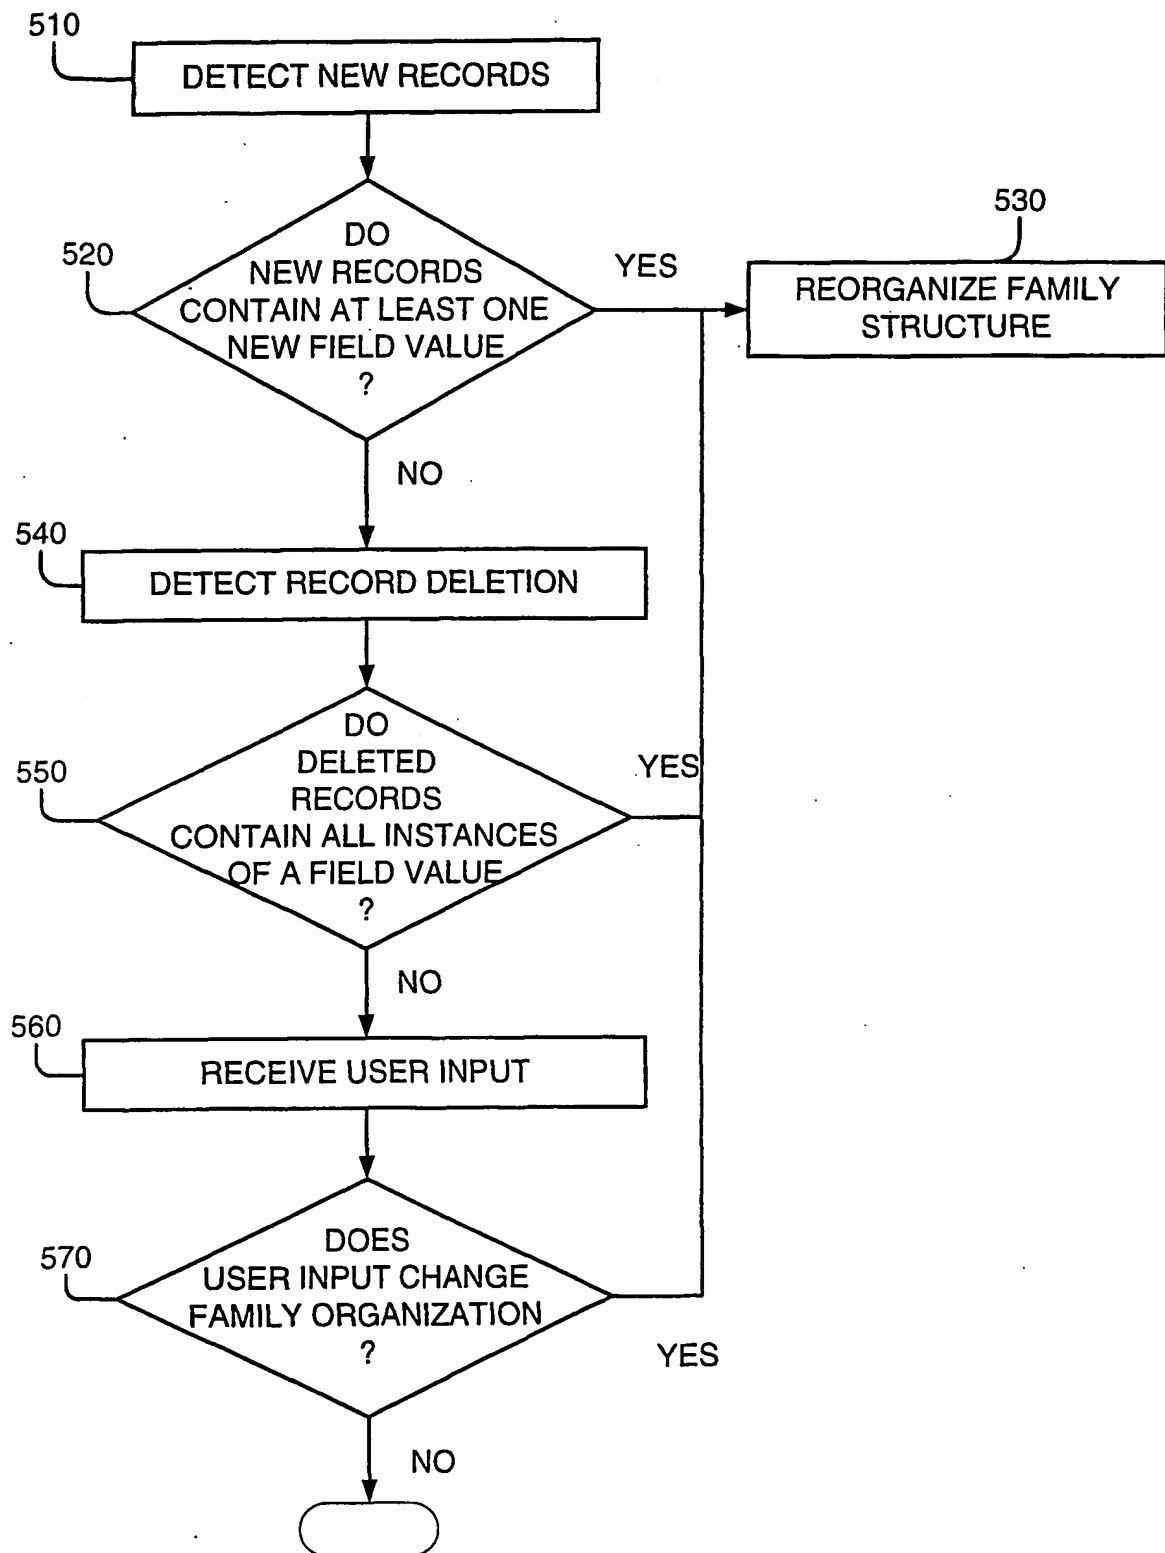 510
DETECT NEW RECORDS
520
DO
NEW RECORDS
CONTAIN AT LEAST ONE
NEW FIELD VALUE
?
YES
530
REORGANIZE FAMILY
STRUCTURE
NO
540
DETECT RECORD DELETION
550
DO
DELETED
RECORDS
CONTAIN ALL INSTANCES
OF A FIELD VALUE
?
YES
NO
560
RECEIVE USER INPUT
570
DOES
USER INPUT CHANGE
FAMILY ORGANIZATION
?
YES
NO